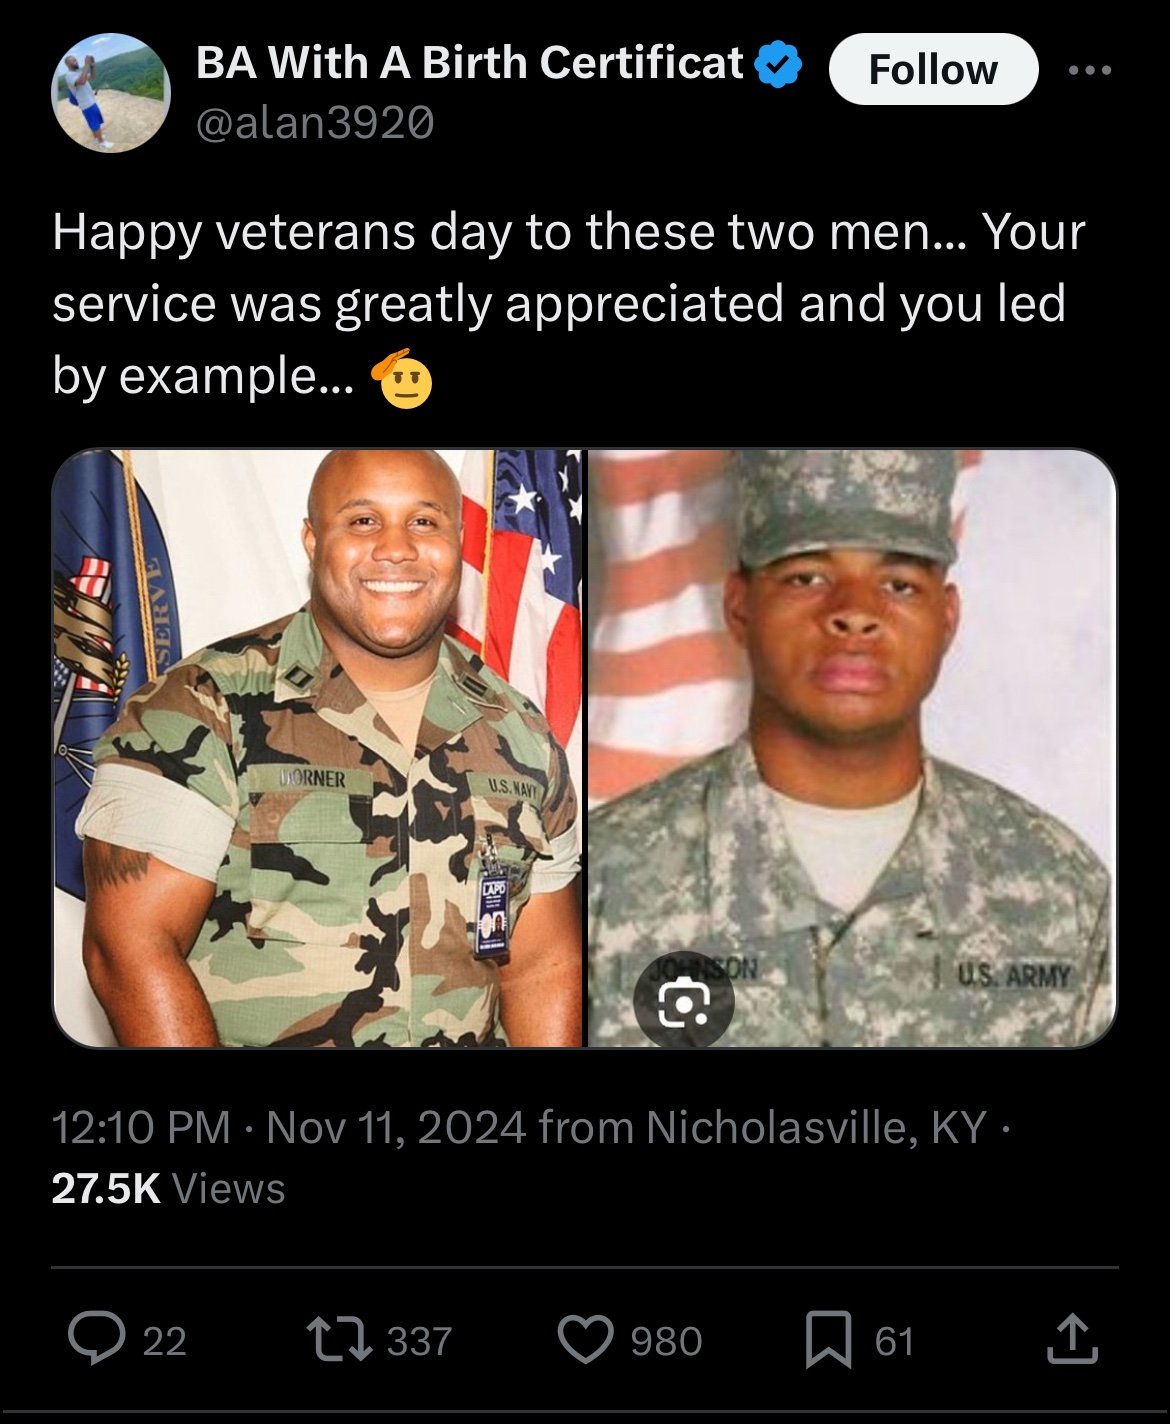 BA With A Birth Certificat
Follow
@alan3920
Happy veterans day to these two men... Your
service was greatly appreciated and you led
by example...
SERVE
DORNER
U.S. NAVY
LAPD
JOHNSON
U.S. ARMY
12:10 PM · Nov 11, 2024 from Nicholasville, KY ·
27.5K Views
22
337
980
61